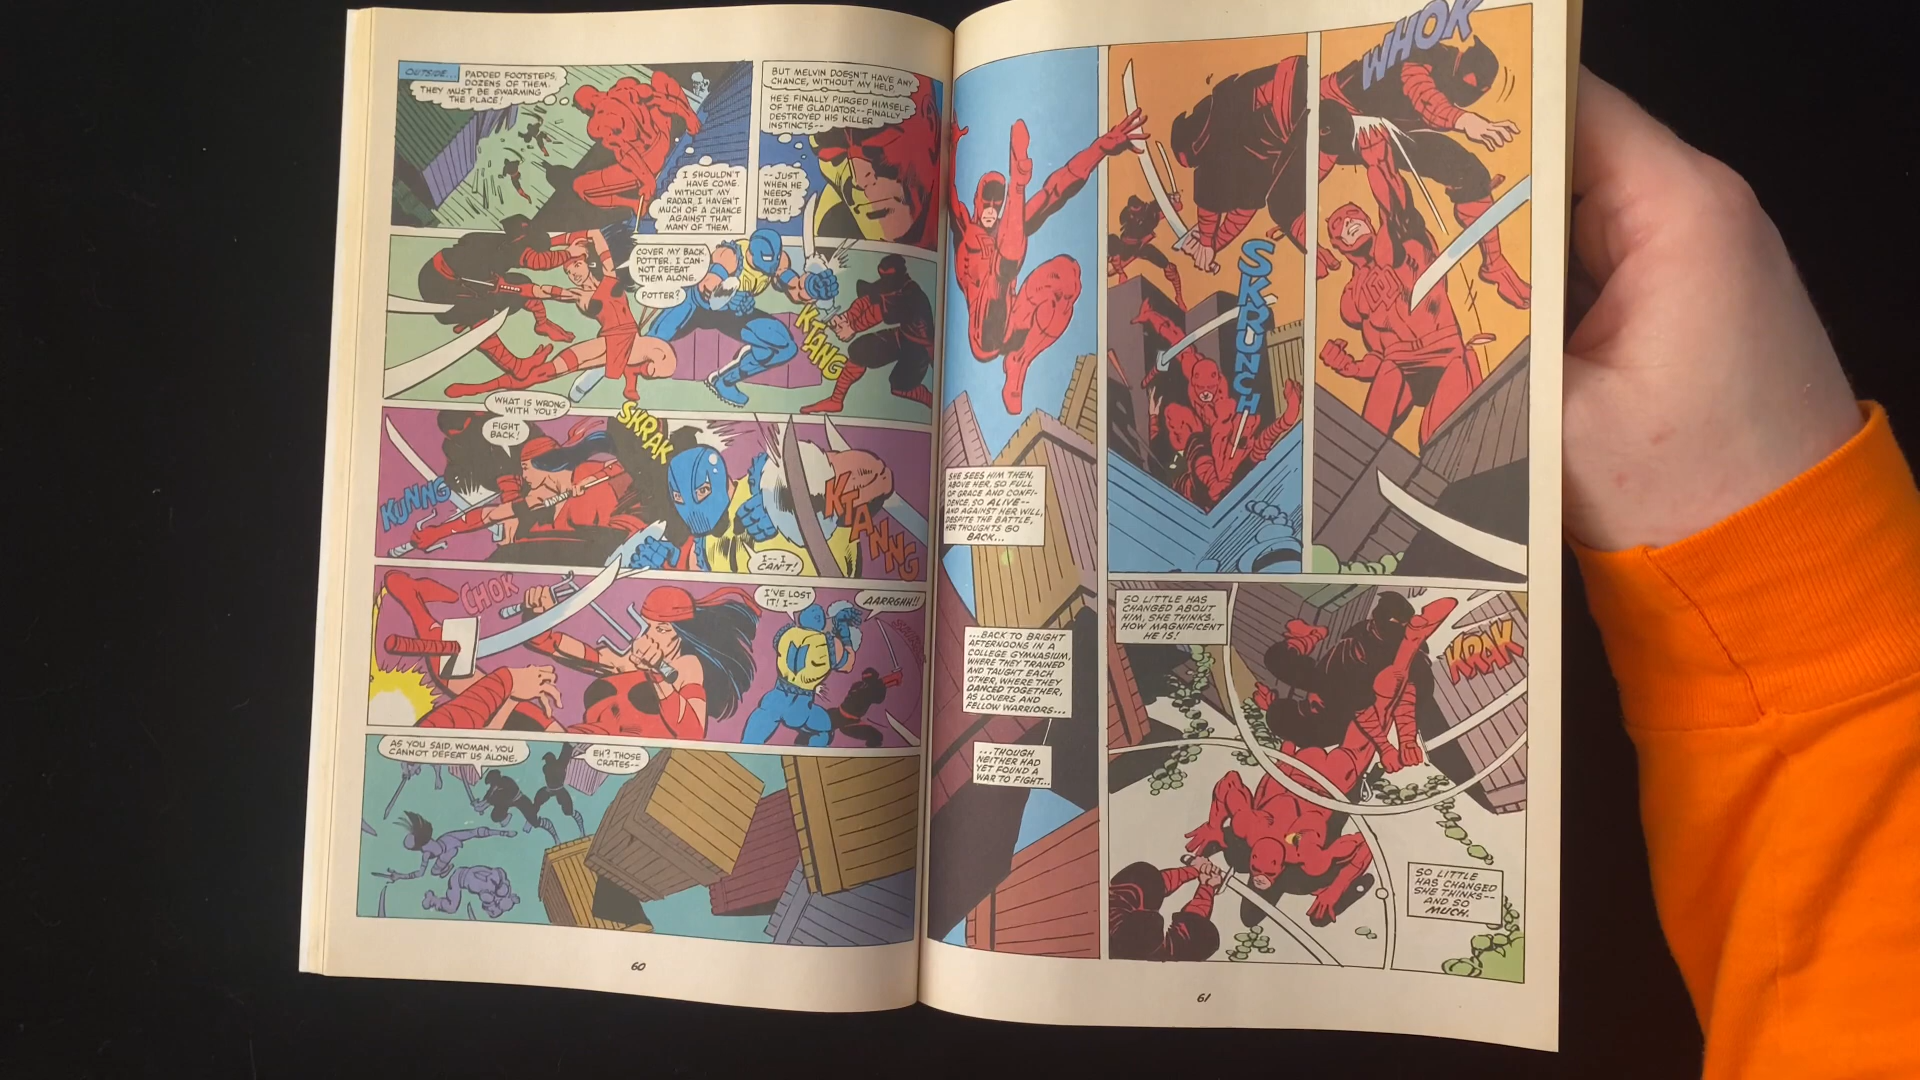 OUTSIDE...
PADDED FOOTSTEPS,
DOZENS OF THEM.
THEY MUST BE SWARMING
THE PLACE!
I SHOULDN'T
HAVE COME.
WITHOUT MY
RADAR, I HAVEN'T
MUCH OF A CHANCE
AGAINST THAT
MANY OF THEM.
BUT MELVIN DOESN'T HAVE ANY
CHANCE, WITHOUT MY HELP.
HE'S FINALLY PURGED HIMSELF
OF THE GLADIATOR--FINALLY
DESTROYED HIS KILLER
INSTINCTS--
--JUST
WHEN HE
NEEDS
THEM
MOST!
COVER MY BACK,
POTTER. I CAN-
NOT DEFEAT
THEM ALONE.
POTTER?
KTANG
WHAT IS WRONG
WITH YOU?
FIGHT
BACK!
KUNNG
SKRAK
KTANNG
I--I
CAN'T!
CHOK
I'VE LOST
IT! I--
AARRGHH!!
AS YOU SAID, WOMAN, YOU
CANNOT DEFEAT US ALONE.
EH? THOSE
CRATES--
60
SHE SEES HIM THEN,
ABOVE HER, SO FULL
OF GRACE AND CONFI-
DENCE, SO ALIVE--
AND AGAINST HER WILL,
DESPITE THE BATTLE,
HER THOUGHTS GO
BACK...
...BACK TO BRIGHT
AFTERNOONS IN A
COLLEGE GYMNASIUM,
WHERE THEY TRAINED
AND TAUGHT EACH
OTHER, WHERE THEY
DANCED TOGETHER,
AS LOVERS AND
FELLOW WARRIORS...
...THOUGH
NEITHER HAD
YET FOUND A
WAR TO FIGHT...
SKRUNCH
WHOK
SO LITTLE HAS
CHANGED ABOUT
HIM, SHE THINKS.
HOW MAGNIFICENT
HE IS!
KRAK
SO LITTLE
HAS CHANGED
SHE THINKS--
AND SO
MUCH.
61